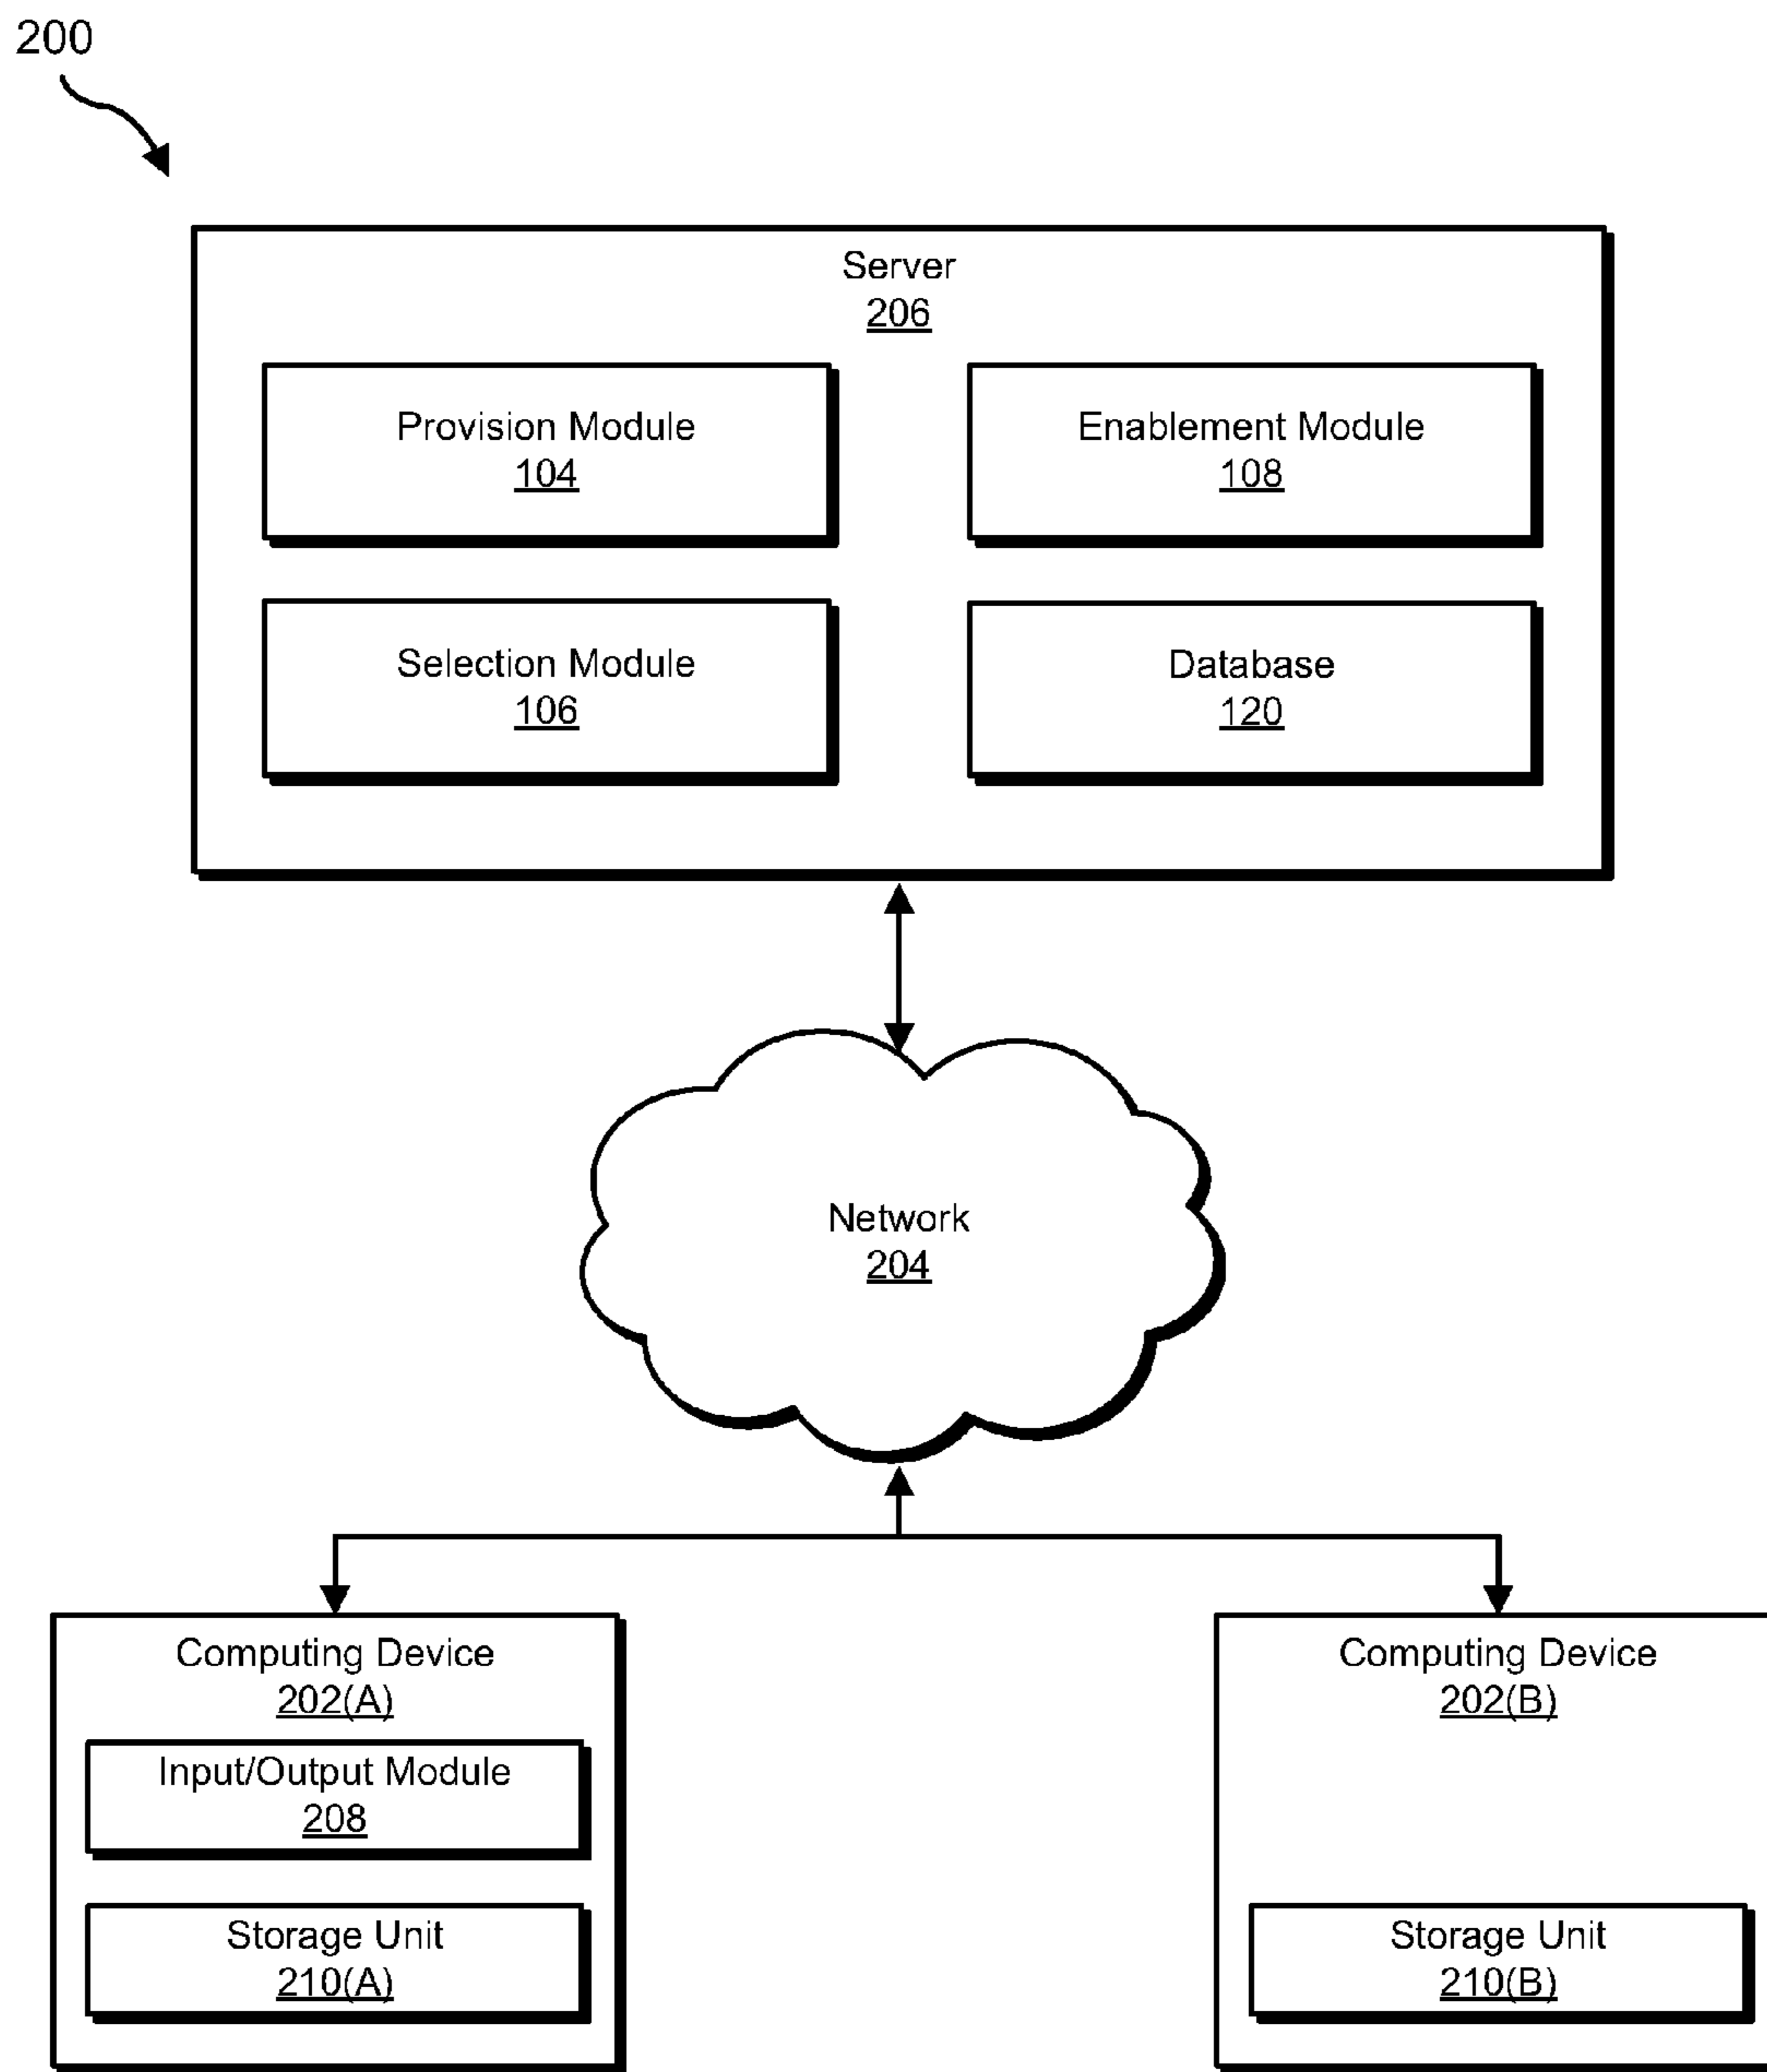 200
Server
206
Provision Module
104
Enablement Module
108
Selection Module
106
Database
120
Network
204
Computing Device
202(A)
Input/Output Module
208
Storage Unit
210(A)
Computing Device
202(B)
Storage Unit
210(B)